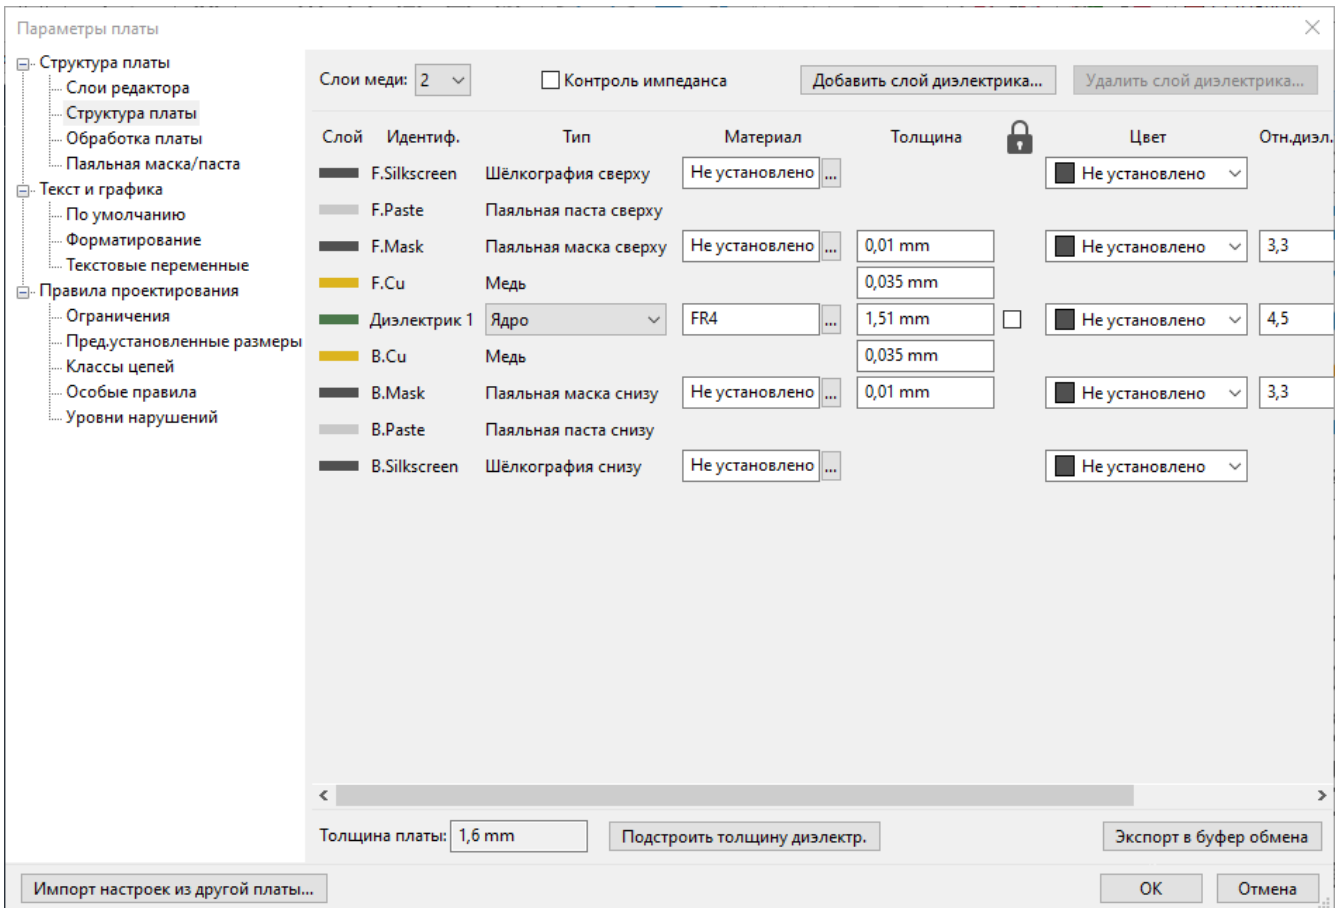 Параметры платы
Структура платы
Слои редактора
Структура платы
Обработка платы
Паяльная маска/паста
Текст и графика
По умолчанию
Форматирование
Текстовые переменные
Правила проектирования
Ограничения
Пред.установленные размеры
Классы цепей
Особые правила
Уровни нарушений
Слои меди: 2 Контроль импеданса Добавить слой диэлектрика... Удалить слой диэлектрика...
Слой Идентиф. Тип Материал Толщина Цвет Отн.диэл.
F.Silkscreen Шёлкография сверху Не установлено ... Не установлено
F.Paste Паяльная паста сверху
F.Mask Паяльная маска сверху Не установлено ... 0,01 mm Не установлено 3,3
F.Cu Медь 0,035 mm
Диэлектрик 1 Ядро FR4 ... 1,51 mm Не установлено 4,5
B.Cu Медь 0,035 mm
B.Mask Паяльная маска снизу Не установлено ... 0,01 mm Не установлено 3,3
B.Paste Паяльная паста снизу
B.Silkscreen Шёлкография снизу Не установлено ... Не установлено
Толщина платы: 1,6 mm Подстроить толщину диэлектр. Экспорт в буфер обмена
Импорт настроек из другой платы... OK Отмена